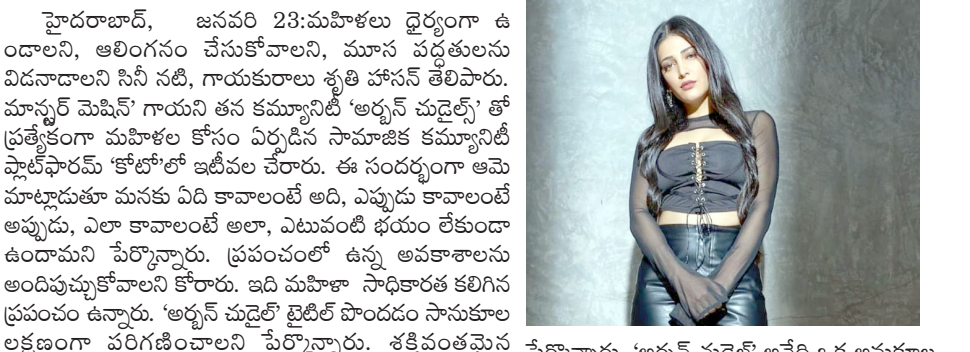 హైదరాబాద్, జనవరి 23:మహిళలు ధైర్యంగా ఉ
ండాలని, ఆలింగనం చేసుకోవాలని, మూస పద్ధతులను
విడనాడాలని సినీ నటి, గాయకురాలు శృతి హాసన్ తెలిపారు.
మాన్స్టర్ మెషిన్’ గాయని తన కమ్యూనిటీ ‘అర్బన్ చుడైల్స్’ తో
ప్రత్యేకంగా మహిళల కోసం ఏర్పడిన సామాజిక కమ్యూనిటీ
ప్లాట్‌ఫారమ్ ‘కోటో’లో ఇటీవల చేరారు. ఈ సందర్భంగా ఆమె
మాట్లాడుతూ మనకు ఏది కావాలంటే అది, ఎప్పుడు కావాలంటే
అప్పుడు, ఎలా కావాలంటే అలా, ఎటువంటి భయం లేకుండా
ఉందామని పేర్కొన్నారు. ప్రపంచంలో ఉన్న అవకాశాలను
అందిపుచ్చుకోవాలని కోరారు. ఇది మహిళా సాధికారత కలిగిన
ప్రపంచం ఉన్నారు. ‘అర్బన్ చుడైల్’ టైటిల్ పొందడం సానుకూల
లక్షణంగా పరిగణించాలని పేర్కొన్నారు. శక్తివంతమైన